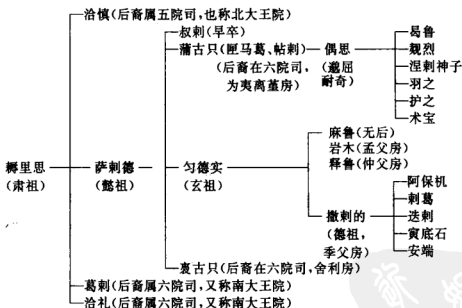 洽慎(后裔属五院司,也称北大王院)
叔剌(早卒)
蒲古只(匣马葛、帖剌)
(后裔在六院司,
为夷离堇房)
偶思
(邈屈
耐奇)
曷鲁
觌烈
涅剌神子
羽之
护之
术宝
耨里思
(肃祖)
萨剌德
(懿祖)
匀德实
(玄祖)
麻鲁(无后)
岩木(孟父房)
释鲁(仲父房)
撒剌的
(德祖,
季父房)
阿保机
剌葛
迭剌
寅底石
安端
裹古只(后裔在六院司,舍利房)
葛剌(后裔属六院司,又称南大王院)
洽礼(后裔属六院司,又称南大王院)